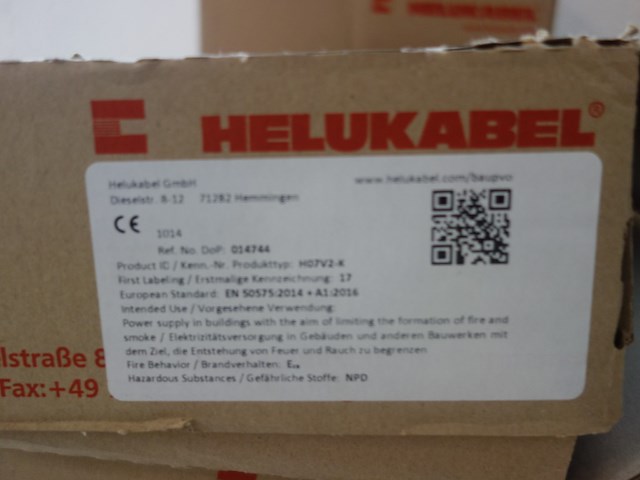 HELUKABEL
HELUKABEL®
Helukabel GmbH www.helukabel.com/baupvo
Dieselstr. 8-12 71282 Hemmingen
CE
1014
Ref. No. DoP: 014744
Product IC / Kenn.-Nr. Produkttyp: H07V2-K
First Labeling / Erstmalige Kennzeichnung: 17
European Standard: EN 50575:2014 + A1:2016
Intended Use / Vorgesehene Verwendung:
Power supply in buildings with the aim of limiting the formation of fire and
smoke / Elektrizitätsversorgung in Gebäuden und anderen Bauwerken mit
dem Ziel, die Entstehung von Feuer und Rauch zu begrenzen
Fire Behavior / Brandverhalten: Eca
Hazardous Substances / Gefährliche Stoffe: NPD
elstraße 8
Fax:+49